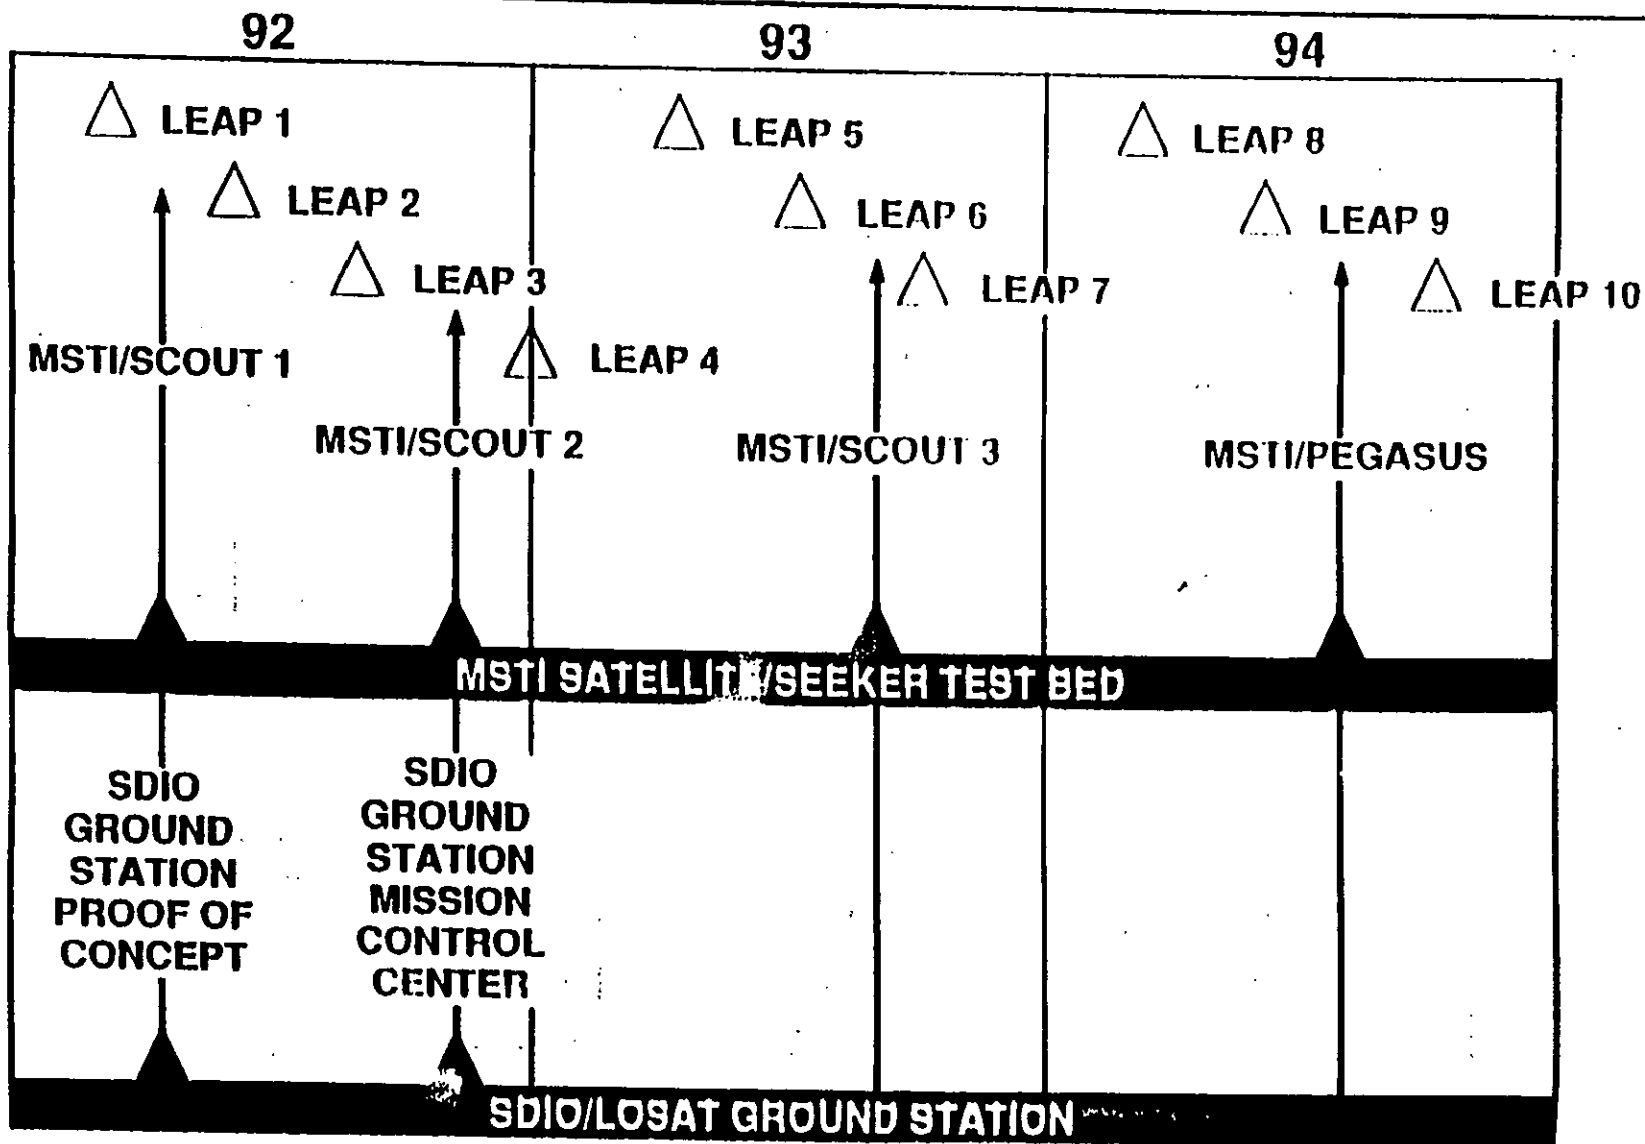 92 93 94
LEAP 1
LEAP 5
LEAP 8
LEAP 2
LEAP 6
LEAP 9
LEAP 3
LEAP 7
LEAP 10
MSTI/SCOUT 1
LEAP 4
MSTI/SCOUT 2
MSTI/SCOUT 3
MSTI/PEGASUS
MSTI SATELLITE/SEEKER TEST BED
SDIO
GROUND
STATION
PROOF OF
CONCEPT
SDIO
GROUND
STATION
MISSION
CONTROL
CENTER
SDIO/LOSAT GROUND STATION